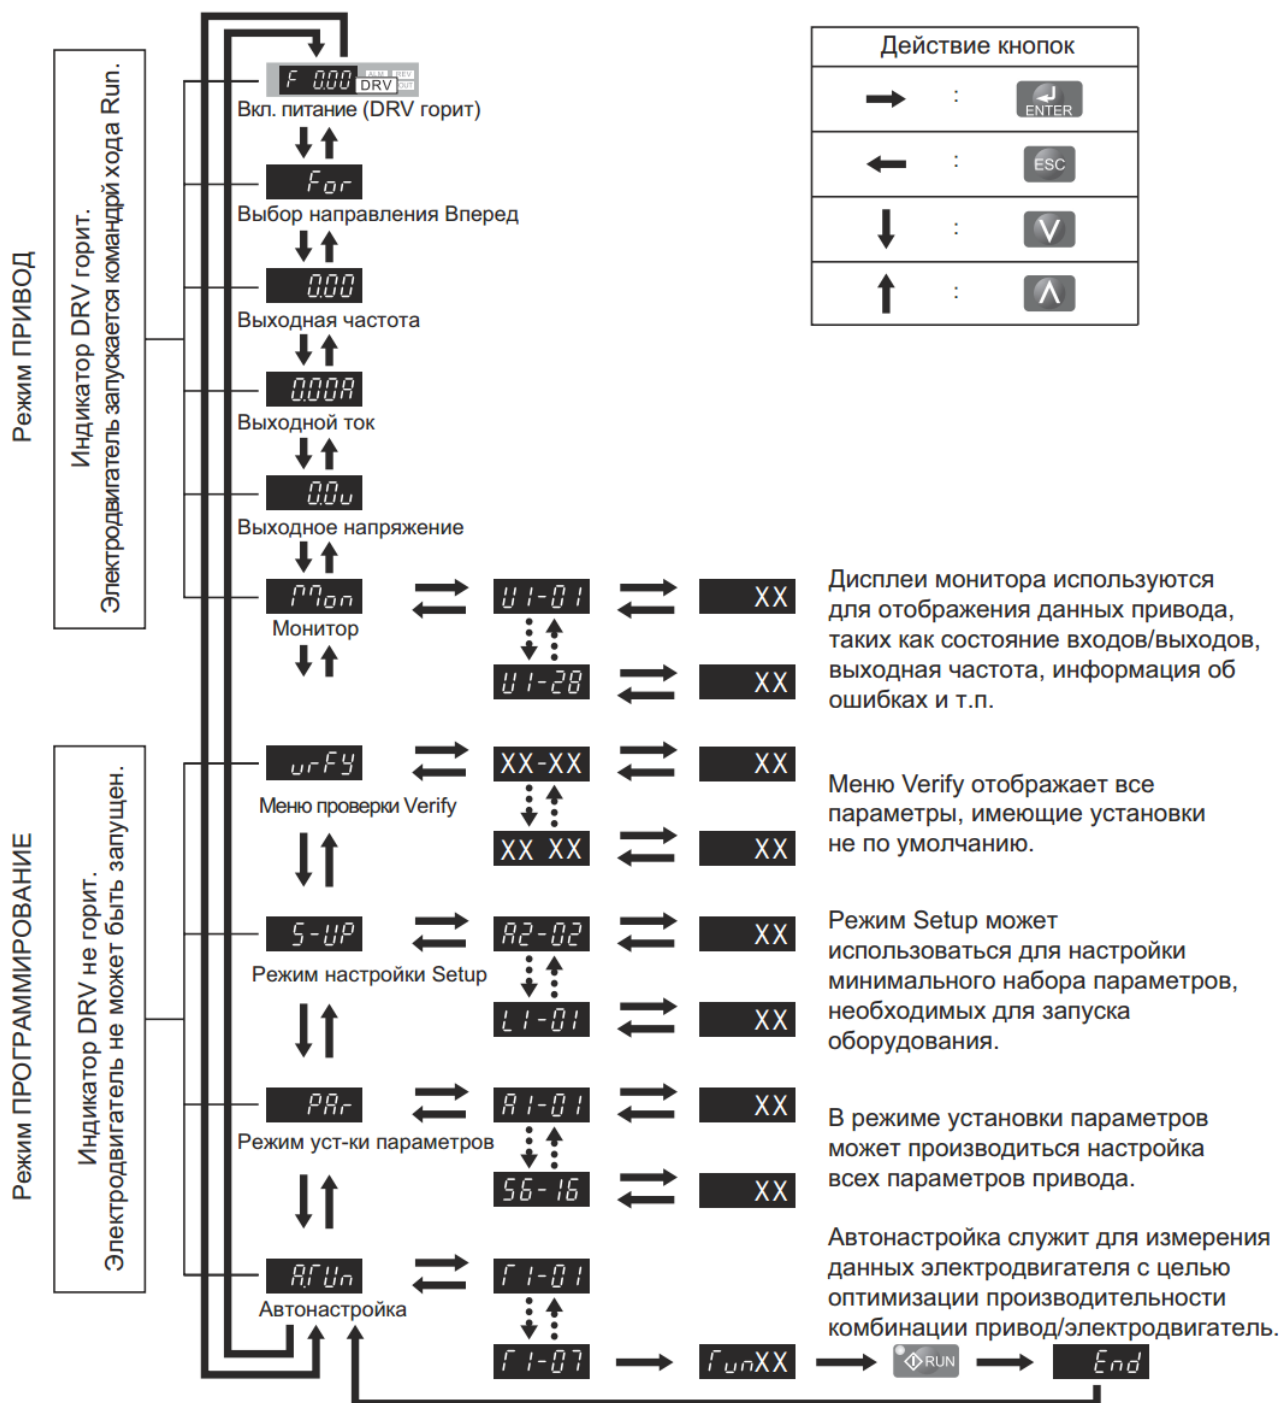 Действие кнопок
: ENTER
: ESC
:
:
Режим ПРИВОД
Индикатор DRV горит.
Электродвигатель запускается командрй хода Run.
F 0.00 ALM REV DRV OUT
Вкл. питание (DRV горит)
For
Выбор направления Вперед
0.00
Выходная частота
0.00A
Выходной ток
0.0v
Выходное напряжение
Mon
Монитор
U1-01
XX
U1-28
XX
Дисплеи монитора используются
для отображения данных привода,
таких как состояние входов/выходов,
выходная частота, информация об
ошибках и т.п.
Режим ПРОГРАММИРОВАНИЕ
Индикатор DRV не горит.
Электродвигатель не может быть запущен.
vrFY
Меню проверки Verify
XX-XX
XX
XX XX
XX
Меню Verify отображает все
параметры, имеющие установки
не по умолчанию.
S-UP
Режим настройки Setup
A2-02
XX
L1-01
XX
Режим Setup может
использоваться для настройки
минимального набора параметров,
необходимых для запуска
оборудования.
PAr
Режим уст-ки параметров
A1-01
XX
S6-16
XX
В режиме установки параметров
может производиться настройка
всех параметров привода.
A.TUn
Автонастройка
T1-01
T1-07
TunXX
RUN
End
Автонастройка служит для измерения
данных электродвигателя с целью
оптимизации производительности
комбинации привод/электродвигатель.